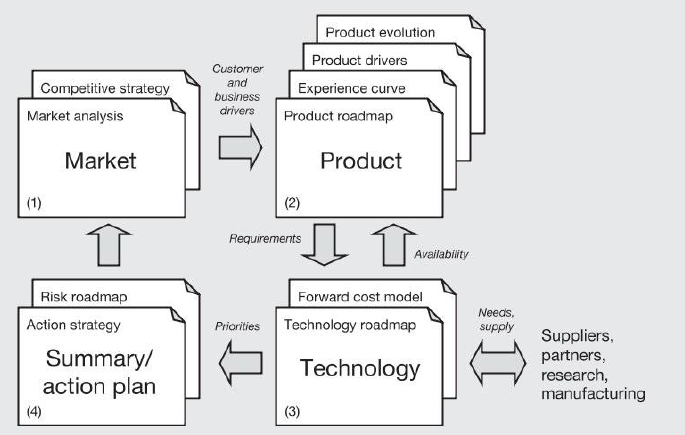 Product evolution
Product drivers
Customer
and
business
drivers
Competitive strategy
Experience curve
Market analysis
Product roadmap
Market
Product
(1)
(2)
Requirements
Availability
Risk roadmap
Forward cost model
Action strategy
Priorities
Technology roadmap
Needs,
supply
Summary/
action plan
Technology
Suppliers,
partners,
research,
manufacturing
(4)
(3)